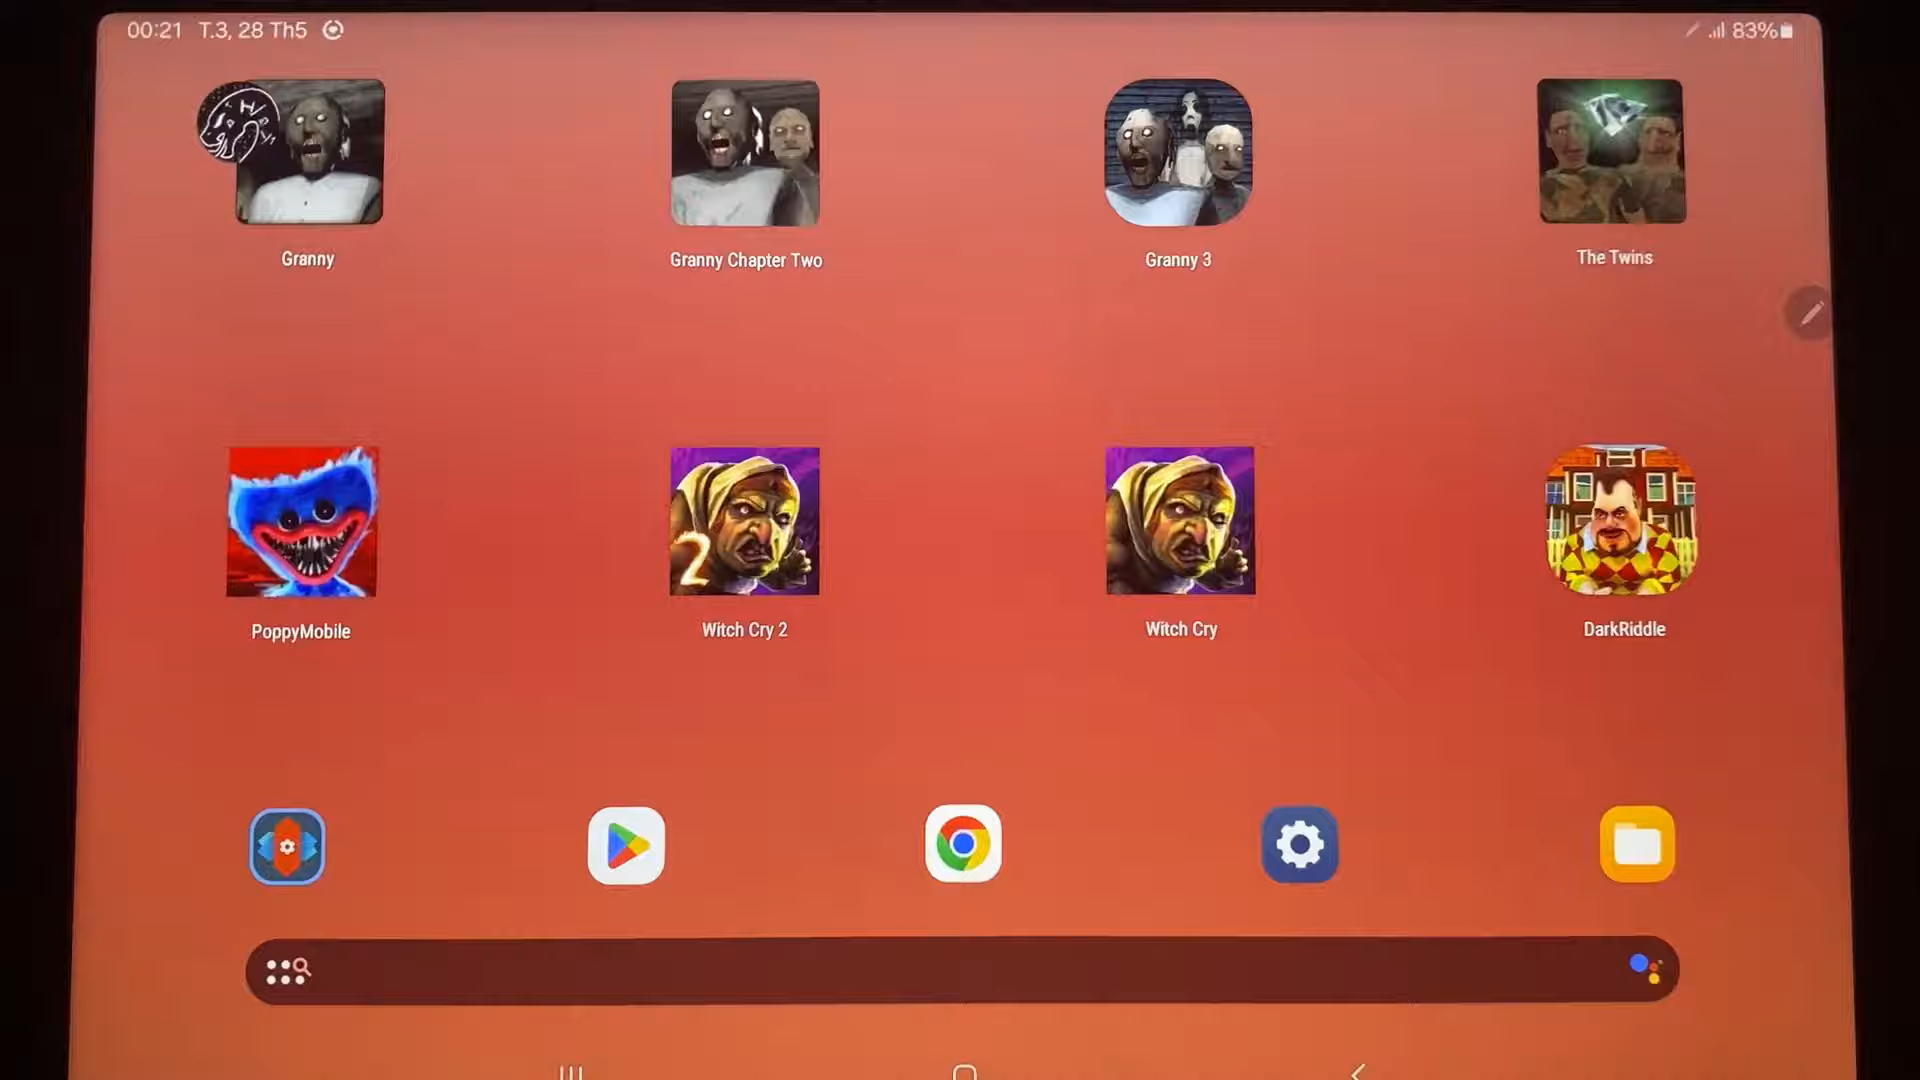 00:21 T.3, 28 Th5 83%
Granny
Granny Chapter Two
Granny 3
The Twins
PoppyMobile
2
Witch Cry 2
Witch Cry
DarkRiddle